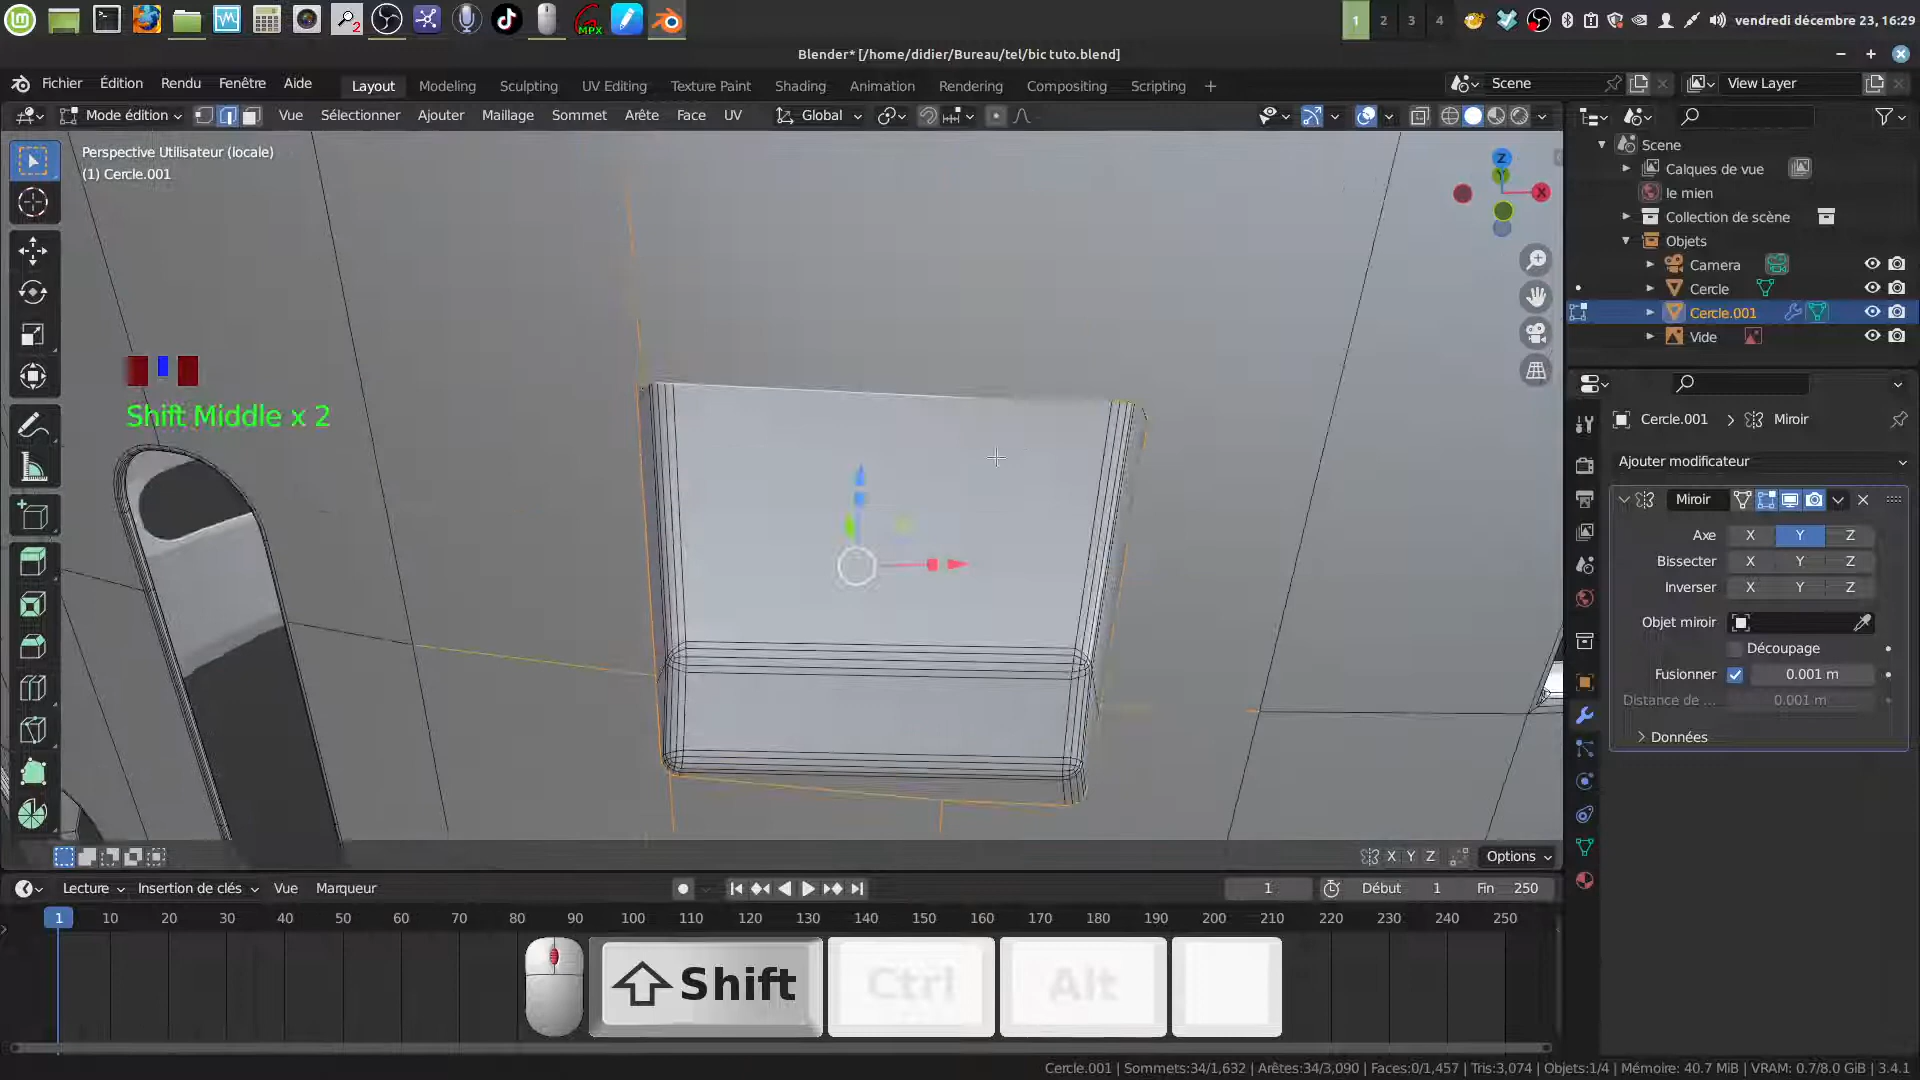 vendredi décembre 23, 16:29
1 2 3 4
MPX
Blender* [/home/didier/Bureau/tel/bic tuto.blend]
Fichier Édition Rendu Fenêtre Aide
Layout Modeling Sculpting UV Editing Texture Paint Shading Animation Rendering Compositing Scripting +
Scene
View Layer
Mode édition Vue Sélectionner Ajouter Maillage Sommet Arête Face UV Global
Perspective Utilisateur (locale)
(1) Cercle.001
Z
Y
X
Shift Middle x 2
Scene
Calques de vue
le mien
Collection de scène
Objets
Camera
Cercle
Cercle.001
Vide
Cercle.001 > Miroir
Ajouter modificateur
Miroir
Axe X Y Z
Bissecter X Y Z
Inverser X Y Z
Objet miroir
Découpage
Fusionner 0.001 m
Distance de ... 0.001 m
Données
X Y Z Options
Lecture Insertion de clés Vue Marqueur
1 Début 1 Fin 250
1 10 20 30 40 50 60 70 80 90 100 110 120 130 140 150 160 170 180 190 200 210 220 230 240 250
Shift Ctrl Alt
Cercle.001 | Sommets:34/1,632 | Arêtes:34/3,090 | Faces:0/1,457 | Tris:3,074 | Objets:1/4 | Mémoire: 40.7 MiB | VRAM: 0.7/8.0 GiB | 3.4.1